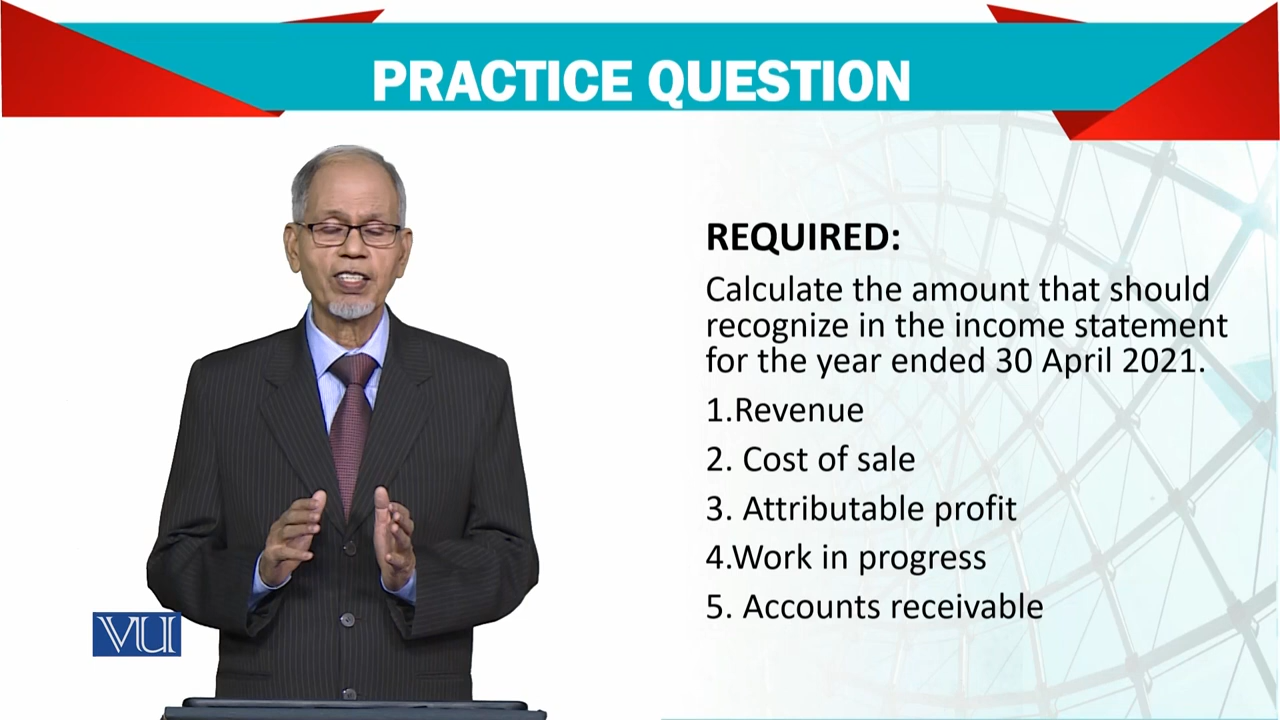 PRACTICE QUESTION
REQUIRED:
Calculate the amount that should
recognize in the income statement
for the year ended 30 April 2021.
1.Revenue
2. Cost of sale
3. Attributable profit
4.Work in progress
5. Accounts receivable
VU